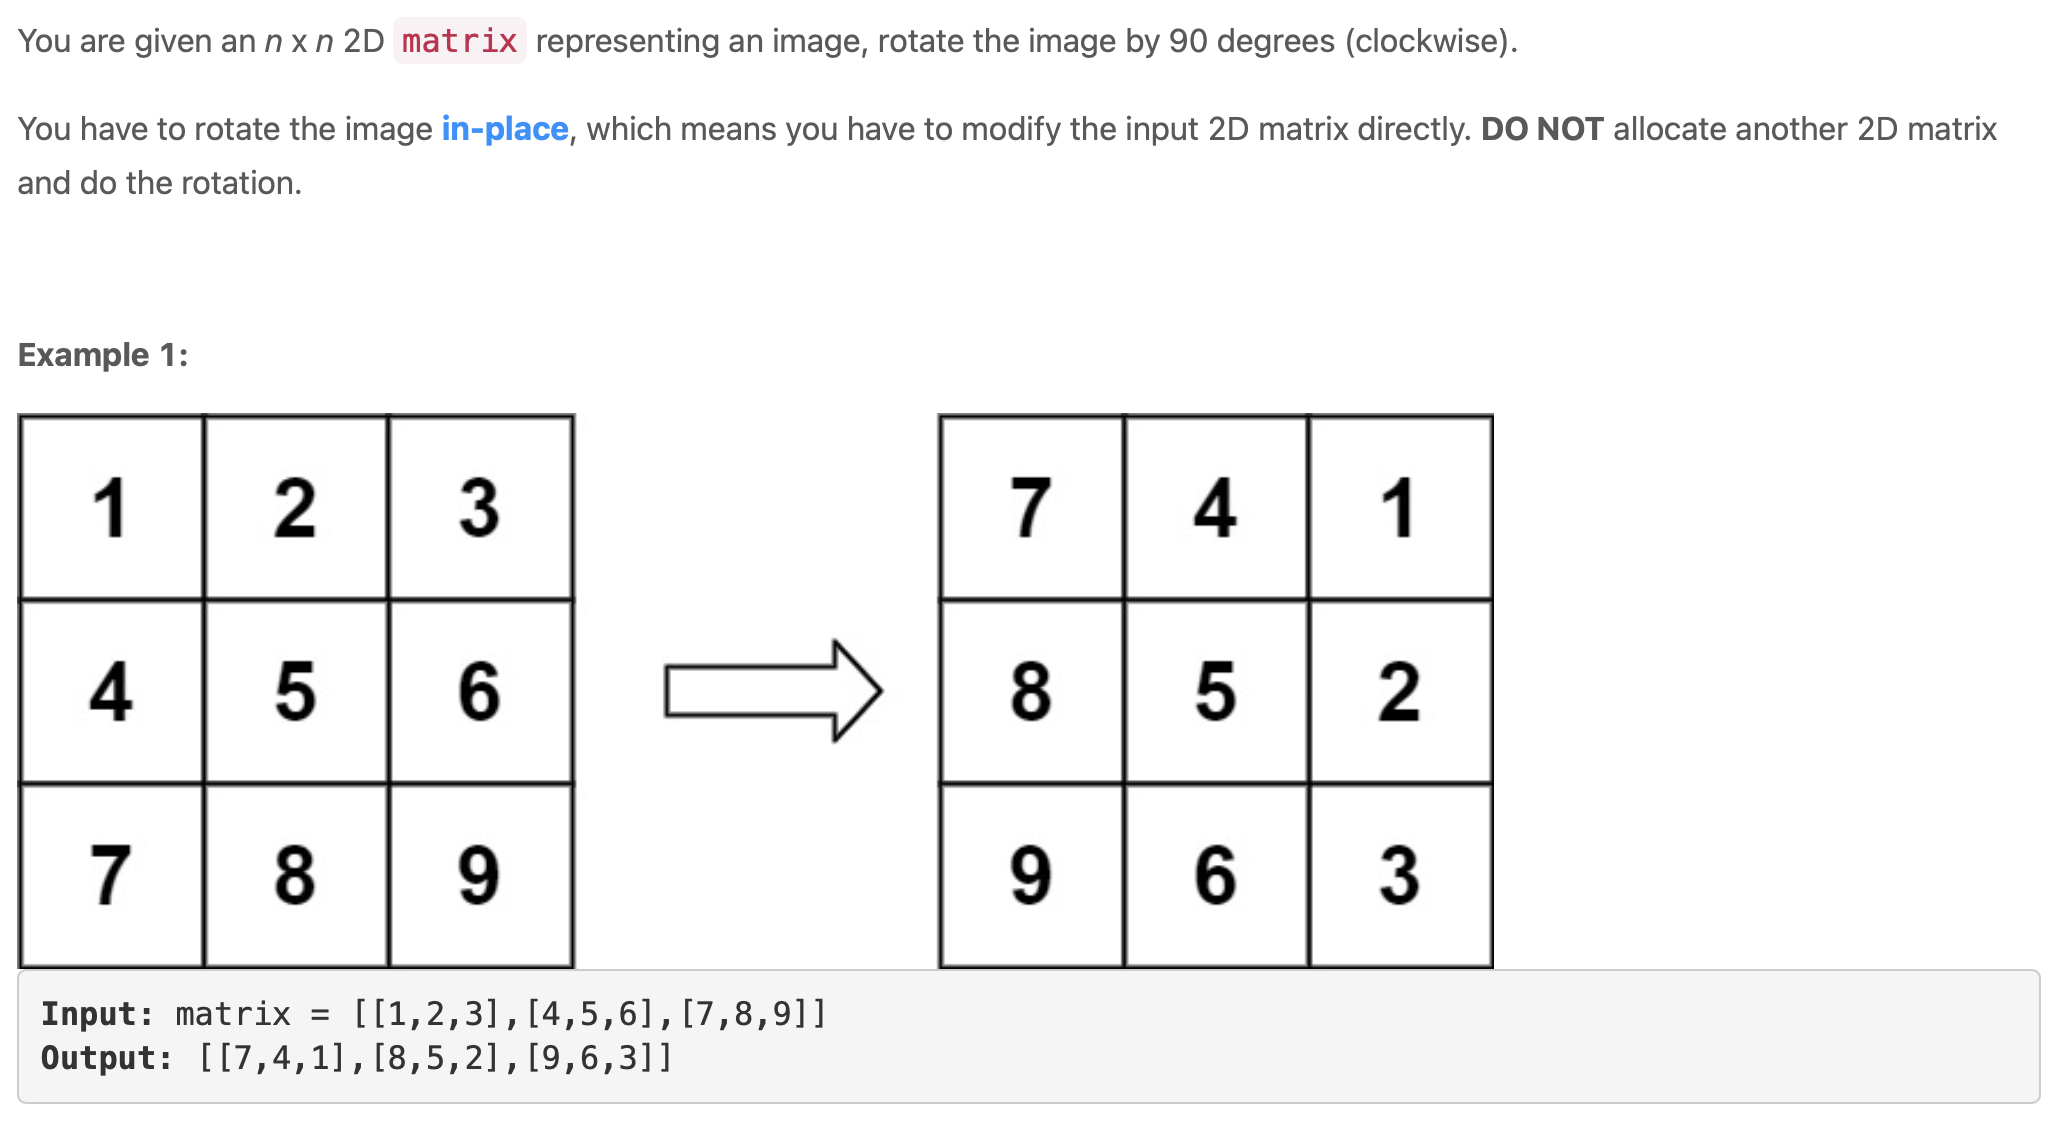 You are given an n x n 2D matrix representing an image, rotate the image by 90 degrees (clockwise).
You have to rotate the image in-place, which means you have to modify the input 2D matrix directly. DO NOT allocate another 2D matrix
and do the rotation.
Example 1:
1 2 3 7 4 1
4 5 6 8 5 2
7 8 9 9 6 3
Input: matrix = [[1,2,3],[4,5,6],[7,8,9]]
Output: [[7,4,1],[8,5,2],[9,6,3]]